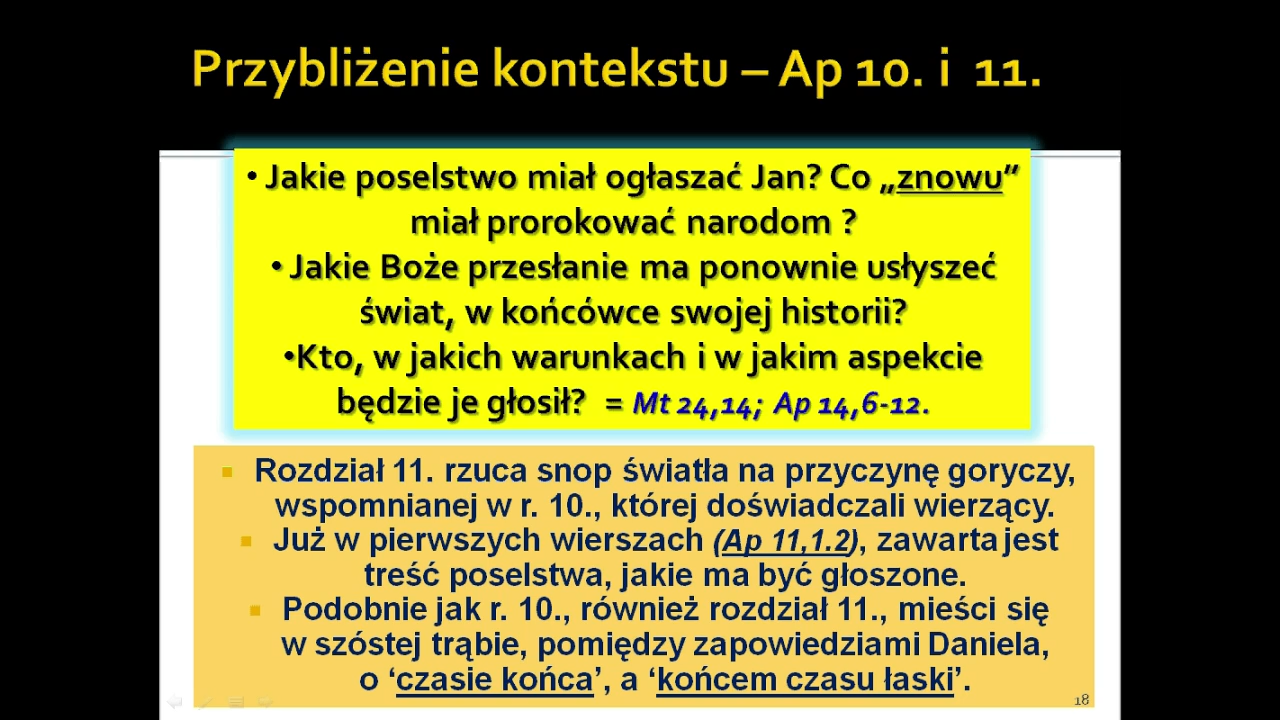 Przybliżenie kontekstu – Ap 10. i 11.
• Jakie poselstwo miał ogłaszać Jan? Co „znowu”
miał prorokować narodom ?
• Jakie Boże przesłanie ma ponownie usłyszeć
świat, w końcówce swojej historii?
•Kto, w jakich warunkach i w jakim aspekcie
będzie je głosił? = Mt 24,14; Ap 14,6-12.
▪ Rozdział 11. rzuca snop światła na przyczynę goryczy,
wspomnianej w r. 10., której doświadczali wierzący.
▪ Już w pierwszych wierszach (Ap 11,1.2), zawarta jest
treść poselstwa, jakie ma być głoszone.
▪ Podobnie jak r. 10., również rozdział 11., mieści się
w szóstej trąbie, pomiędzy zapowiedziami Daniela,
o ‘czasie końca’, a ‘końcem czasu łaski’.
18